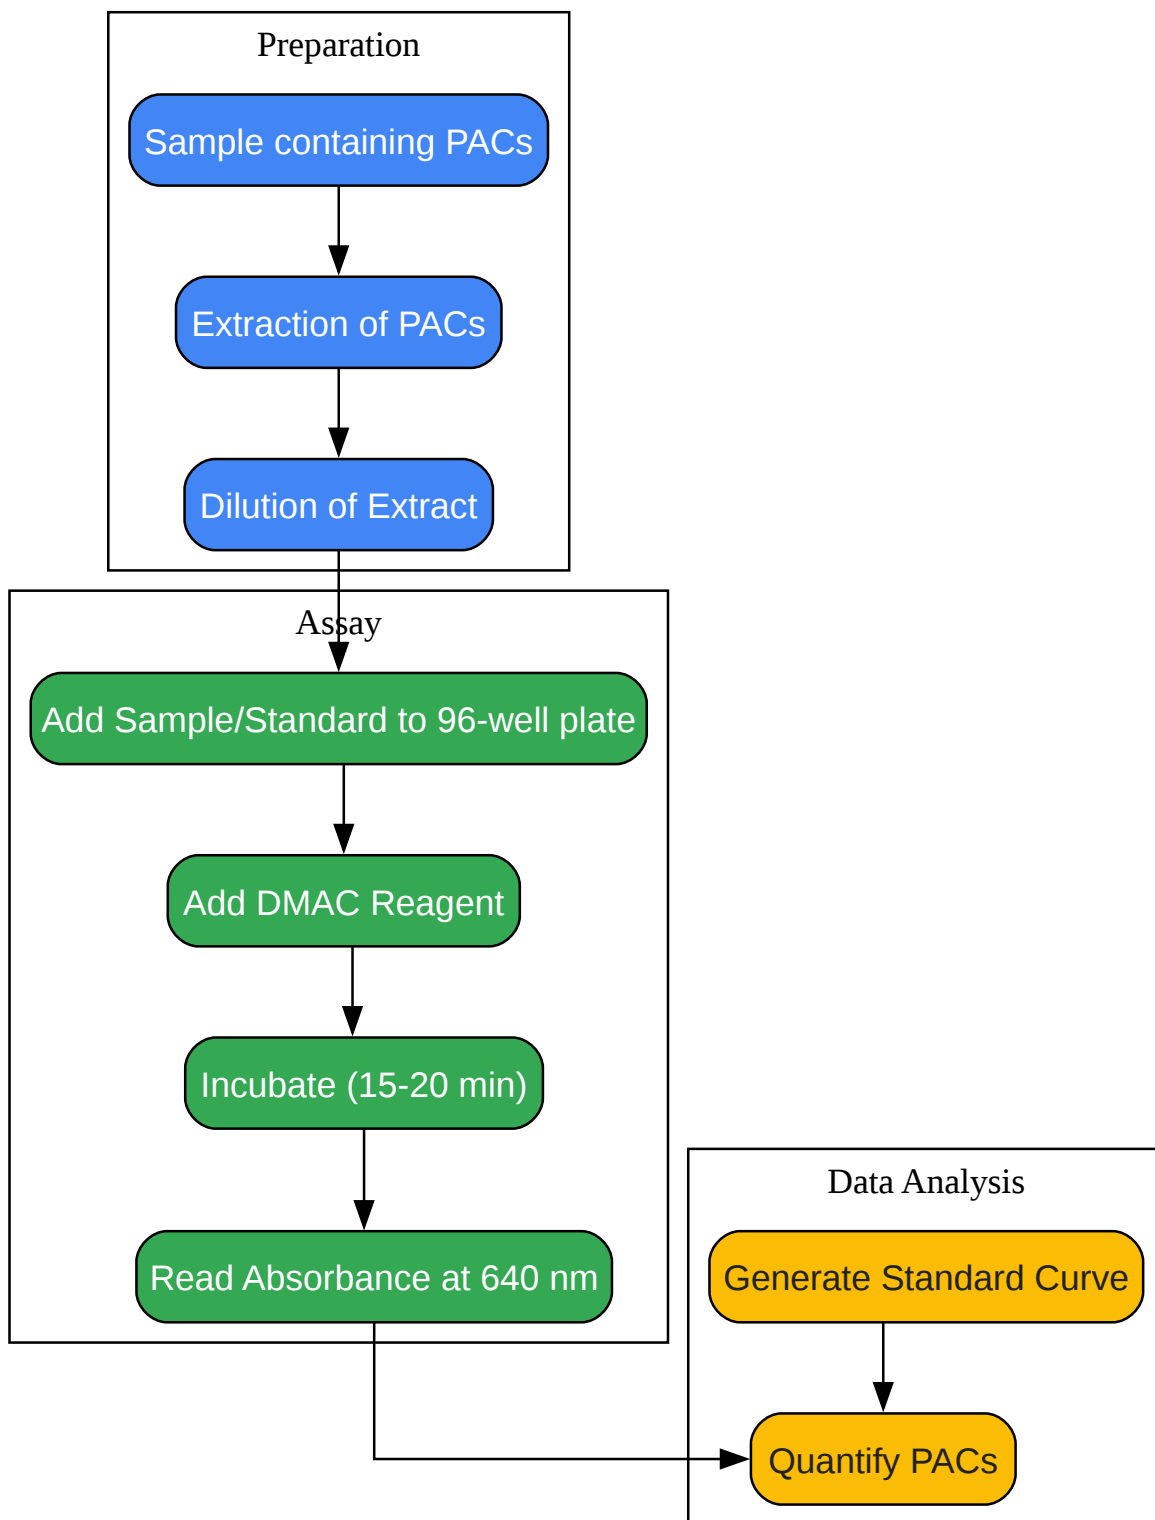 Preparation
Sample containing PACs
Extraction of PACs
Dilution of Extract
Assay
Add Sample/Standard to 96-well plate
Add DMAC Reagent
Incubate (15-20 min)
Read Absorbance at 640 nm
Data Analysis
Generate Standard Curve
Quantify PACs